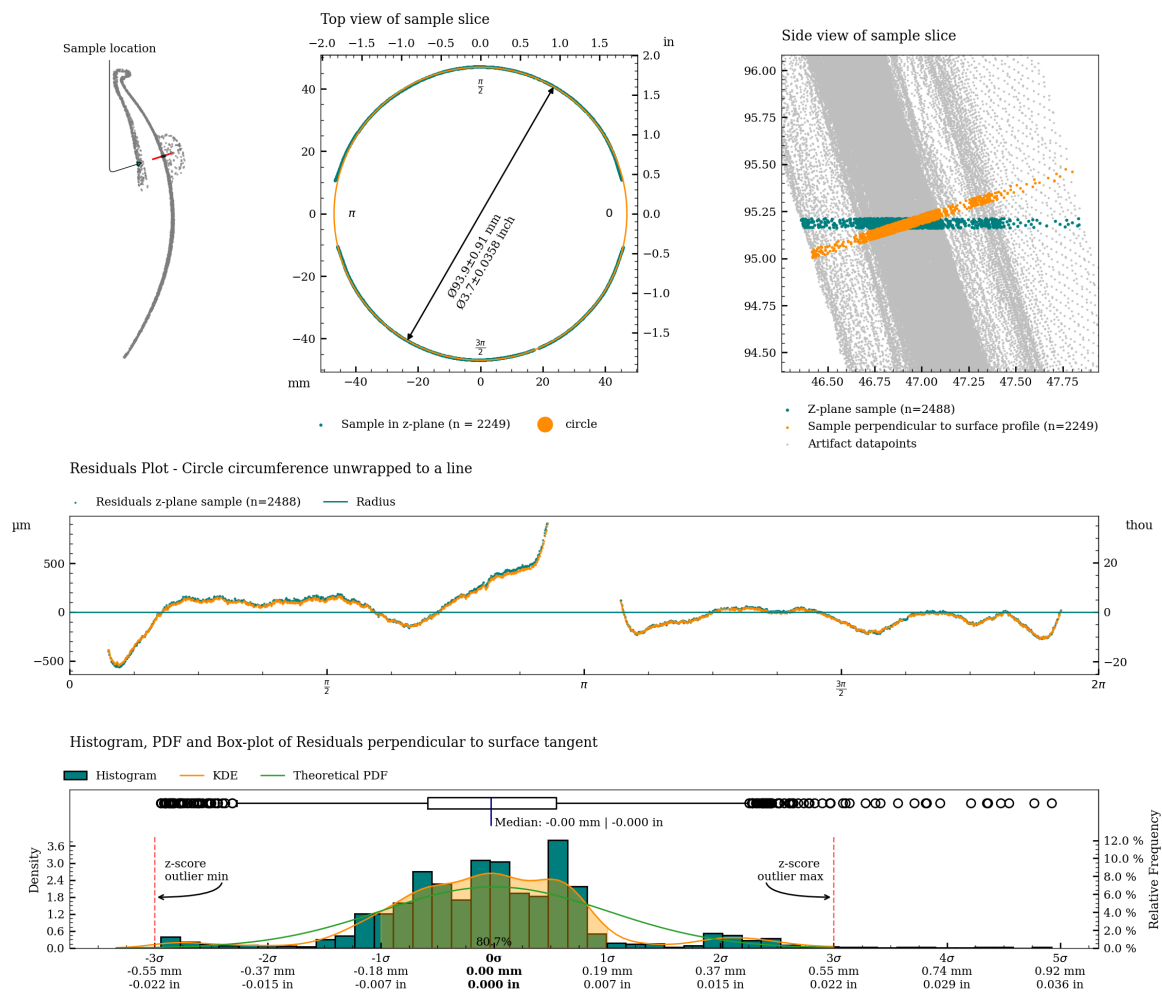 Sample location
Top view of sample slice
−2.0 −1.5 −1.0 −0.5 0.0 0.5 1.0 1.5 in
2.0
1.5
1.0
0.5
0.0
−0.5
−1.0
−1.5
40
20
0
−20
−40
mm
−40 −20 0 20 40
π/2
π
0
3π/2
Ø93.9±0.91 mm
Ø3.7±0.0358 inch
Sample in z-plane (n = 2249)
circle
Side view of sample slice
96.00
95.75
95.50
95.25
95.00
94.75
94.50
46.50 46.75 47.00 47.25 47.50 47.75
Z-plane sample (n=2488)
Sample perpendicular to surface profile (n=2249)
Artifact datapoints
Residuals Plot - Circle circumference unwrapped to a line
Residuals z-plane sample (n=2488)
Radius
µm
thou
500
0
−500
20
0
−20
0 π/2 π 3π/2 2π
Histogram, PDF and Box-plot of Residuals perpendicular to surface tangent
Histogram
KDE
Theoretical PDF
Median: -0.00 mm | -0.000 in
Density
3.6
3.0
2.4
1.8
1.2
0.6
0.0
z-score
outlier min
z-score
outlier max
80.7%
12.0 %
10.0 %
8.0 %
6.0 %
4.0 %
2.0 %
0.0 %
Relative Frequency
-3σ -2σ -1σ 0σ 1σ 2σ 3σ 4σ 5σ
-0.55 mm -0.37 mm -0.18 mm 0.00 mm 0.19 mm 0.37 mm 0.55 mm 0.74 mm 0.92 mm
-0.022 in -0.015 in -0.007 in 0.000 in 0.007 in 0.015 in 0.022 in 0.029 in 0.036 in